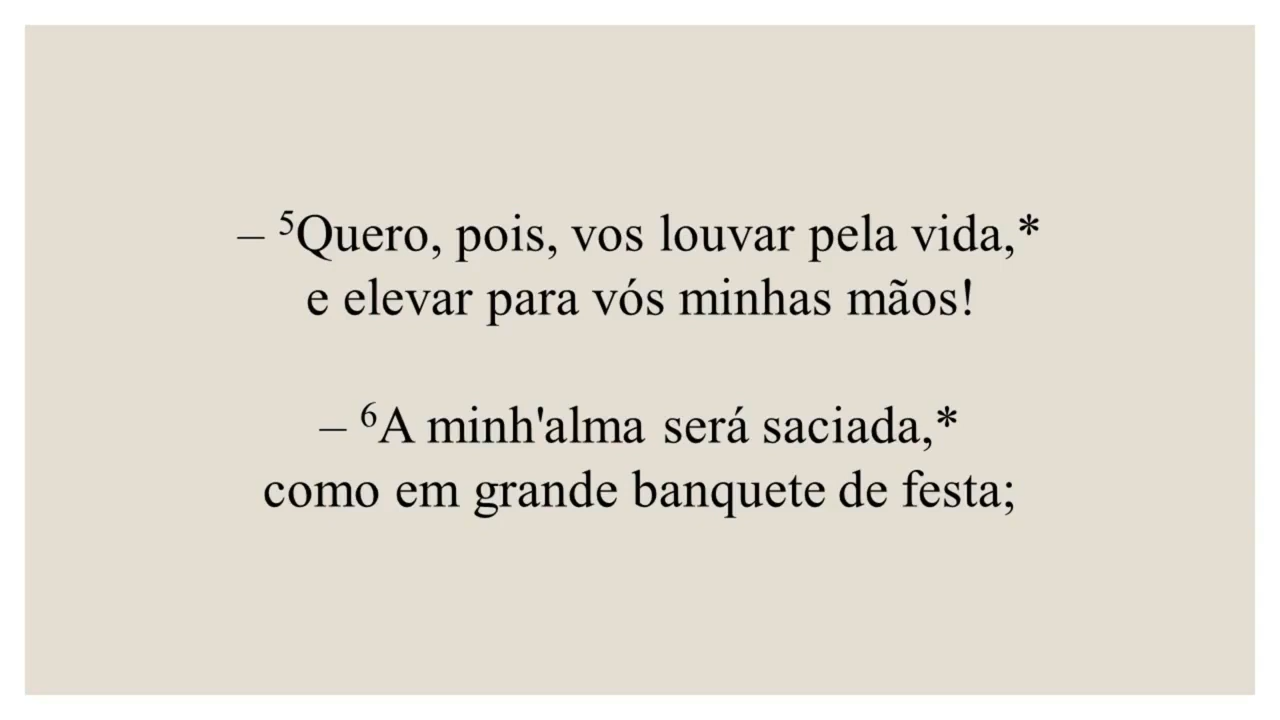 – ⁵Quero, pois, vos louvar pela vida,*
e elevar para vós minhas mãos!
– ⁶A minh'alma será saciada,*
como em grande banquete de festa;